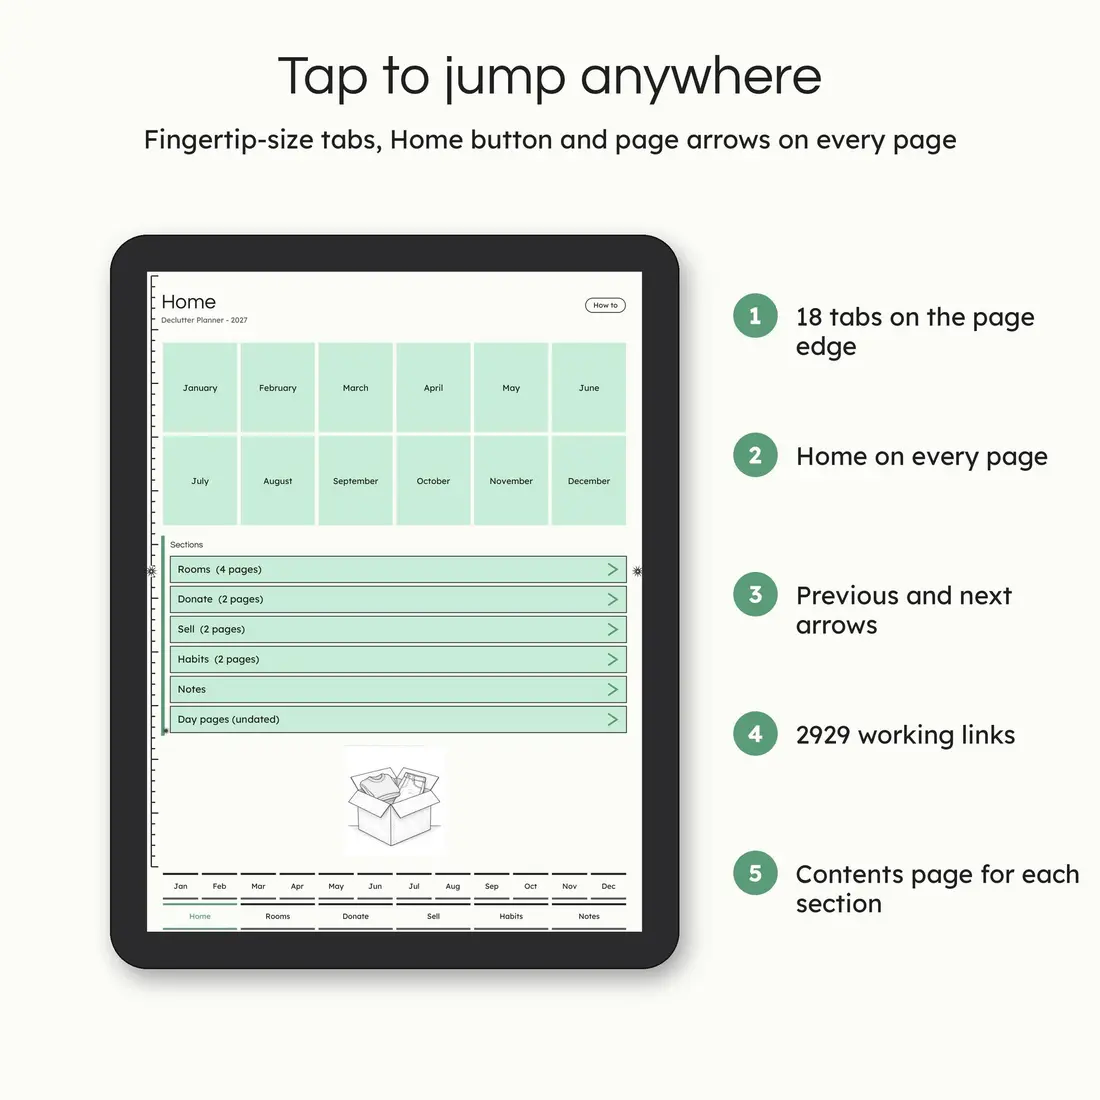 Tap to jump anywhere
Fingertip-size tabs, Home button and page arrows on every page
Home
How to
Declutter Planner - 2027
January February March April May June
July August September October November December
Sections
Rooms (4 pages)
Donate (2 pages)
Sell (2 pages)
Habits (2 pages)
Notes
Day pages (undated)
Jan Feb Mar Apr May Jun Jul Aug Sep Oct Nov Dec
Home Rooms Donate Sell Habits Notes
1 18 tabs on the page
edge
2 Home on every page
3 Previous and next
arrows
4 2929 working links
5 Contents page for each
section